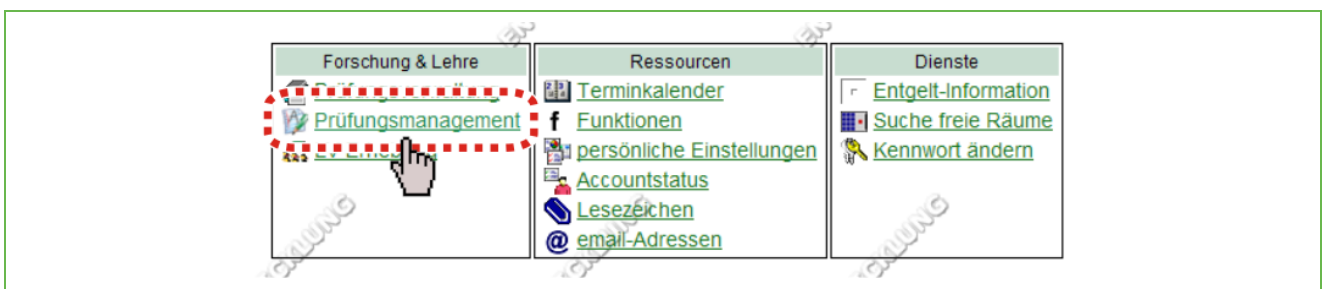 Forschung & Lehre
Prüfungsmanagement
Ressourcen
Terminkalender
f Funktionen
persönliche Einstellungen
Accountstatus
Lesezeichen
@ email-Adressen
Dienste
Entgelt-Information
Suche freie Räume
Kennwort ändern